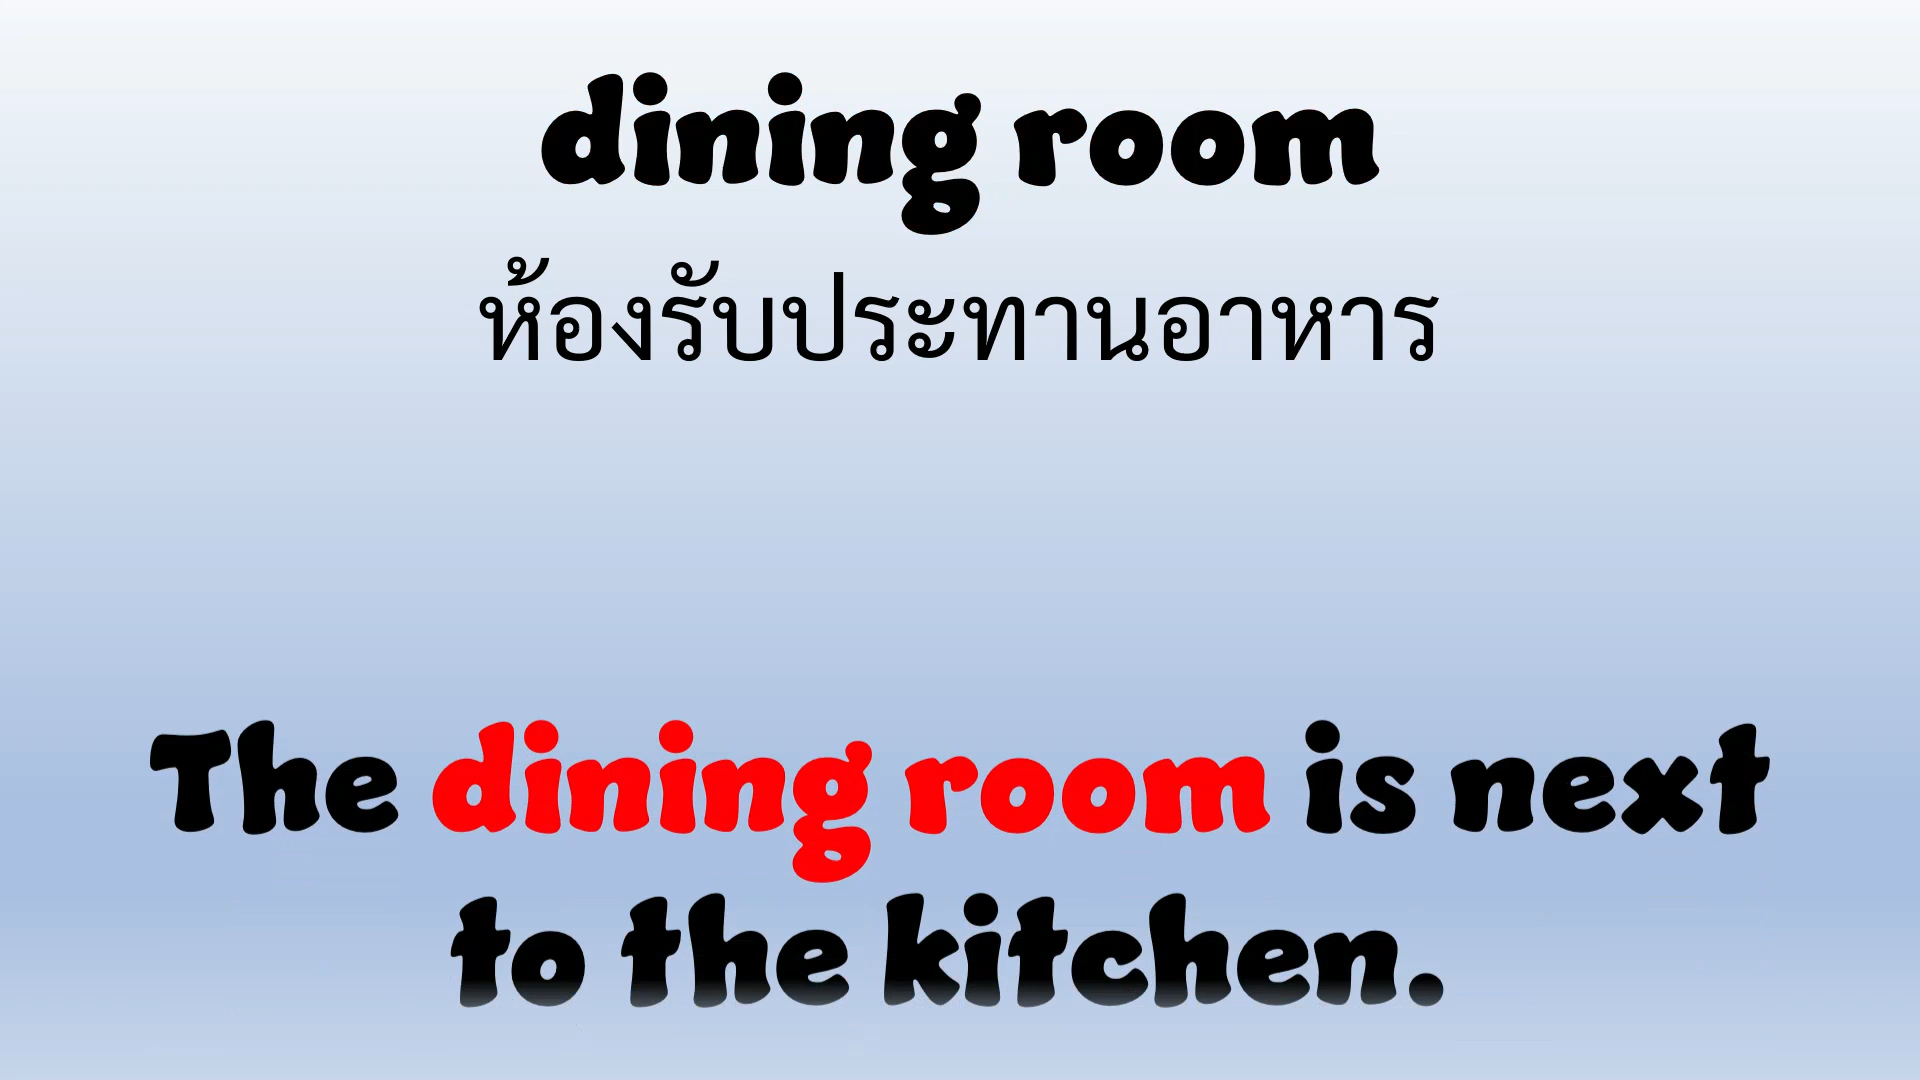 dining room
ห้องรับประทานอาหาร
The dining room is next
to the kitchen.